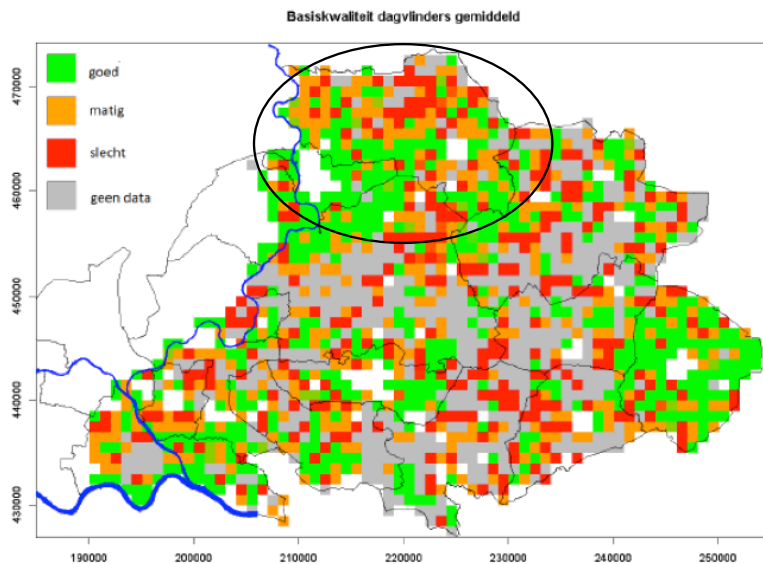 Basiskwaliteit dagvlinders gemiddeld
goed
matig
slecht
geen data
470000
460000
450000
440000
430000
190000 200000 210000 220000 230000 240000 250000